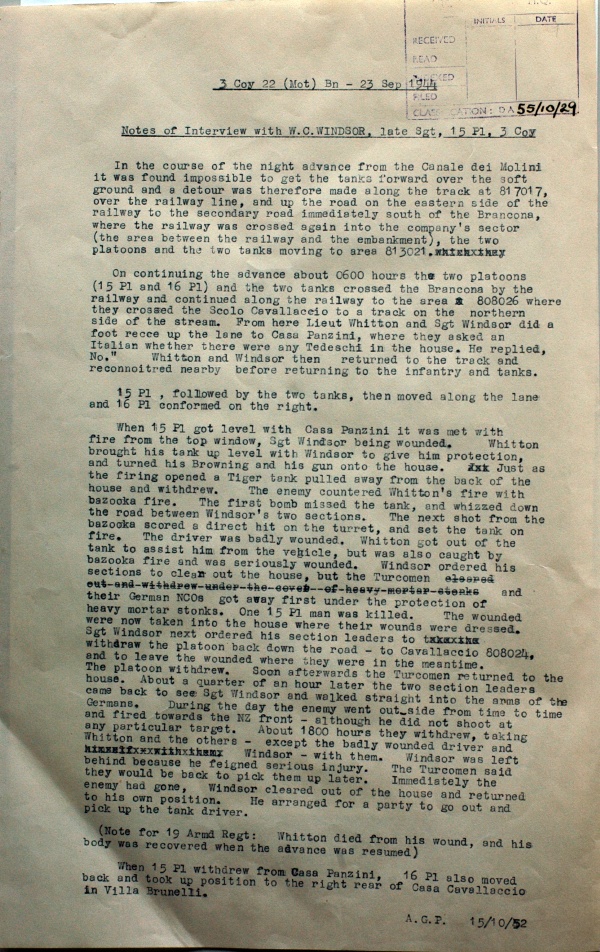 INITIALS DATE
RECEIVED
READ
INDEXED
FILED
CLASSIFICATION: D A 55/10/29
3 Coy 22 (Mot) Bn - 23 Sep 1944
Notes of Interview with W.C.WINDSOR, late Sgt, 15 Pl, 3 Coy
In the course of the night advance from the Canale dei Molini
it was found impossible to get the tanks forward over the soft
ground and a detour was therefore made along the track at 817017,
over the railway line, and up the road on the eastern side of the
railway to the secondary road immediately south of the Brancona,
where the railway was crossed again into the company's sector
(the area between the railway and the embankment), the two
platoons and the two tanks moving to area 813021.
On continuing the advance about 0600 hours the two platoons
(15 Pl and 16 Pl) and the two tanks crossed the Brancona by the
railway and continued along the railway to the area 808026 where
they crossed the Scolo Cavallaccio to a track on the northern
side of the stream. From here Lieut Whitton and Sgt Windsor did a
foot recce up the lane to Casa Panzini, where they asked an
Italian whether there were any Tedeschi in the house. He replied,
No." Whitton and Windsor then returned to the track and
reconnoitred nearby before returning to the infantry and tanks.
15 Pl , followed by the two tanks, then moved along the lane
and 16 Pl conformed on the right.
When 15 Pl got level with Casa Panzini it was met with
fire from the top window, Sgt Windsor being wounded. Whitton
brought his tank up level with Windsor to give him protection,
and turned his Browning and his gun onto the house. Just as
the firing opened a Tiger tank pulled away from the back of the
house and withdrew. The enemy countered Whitton's fire with
bazooka fire. The first bomb missed the tank, and whizzed down
the road between Windsor's two sections. The next shot from the
bazooka scored a direct hit on the turret, and set the tank on
fire. The driver was badly wounded. Whitton got out of the
tank to assist him from the vehicle, but was also caught by
bazooka fire and was seriously wounded. Windsor ordered his
sections to clear out the house, but the Turcomen cleared
out and withdrew under the cover of heavy mortar stonks and
their German NCOs got away first under the protection of
heavy mortar stonks. One 15 Pl man was killed. The wounded
were now taken into the house where their wounds were dressed.
Sgt Windsor next ordered his section leaders to
withdraw the platoon back down the road - to Cavallaccio 808024,
and to leave the wounded where they were in the meantime.
The platoon withdrew. Soon afterwards the Turcomen returned to the
house. About a quarter of an hour later the two section leaders
came back to see Sgt Windsor and walked straight into the arms of the
Germans. During the day the enemy went out side from time to time
and fired towards the NZ front - although he did not shoot at
any particular target. About 1800 hours they withdrew, taking
Whitton and the others - except the badly wounded driver and
Windsor - with them. Windsor was left
behind because he feigned serious injury. The Turcomen said
they would be back to pick them up later. Immediately the
enemy had gone, Windsor cleared out of the house and returned
to his own position. He arranged for a party to go out and
pick up the tank driver.
(Note for 19 Armd Regt: Whitton died from his wound, and his
body was recovered when the advance was resumed)
When 15 Pl withdrew from Casa Panzini, 16 Pl also moved
back and took up position to the right rear of Casa Cavallaccio
in Villa Brunelli.
A.G.P. 15/10/52